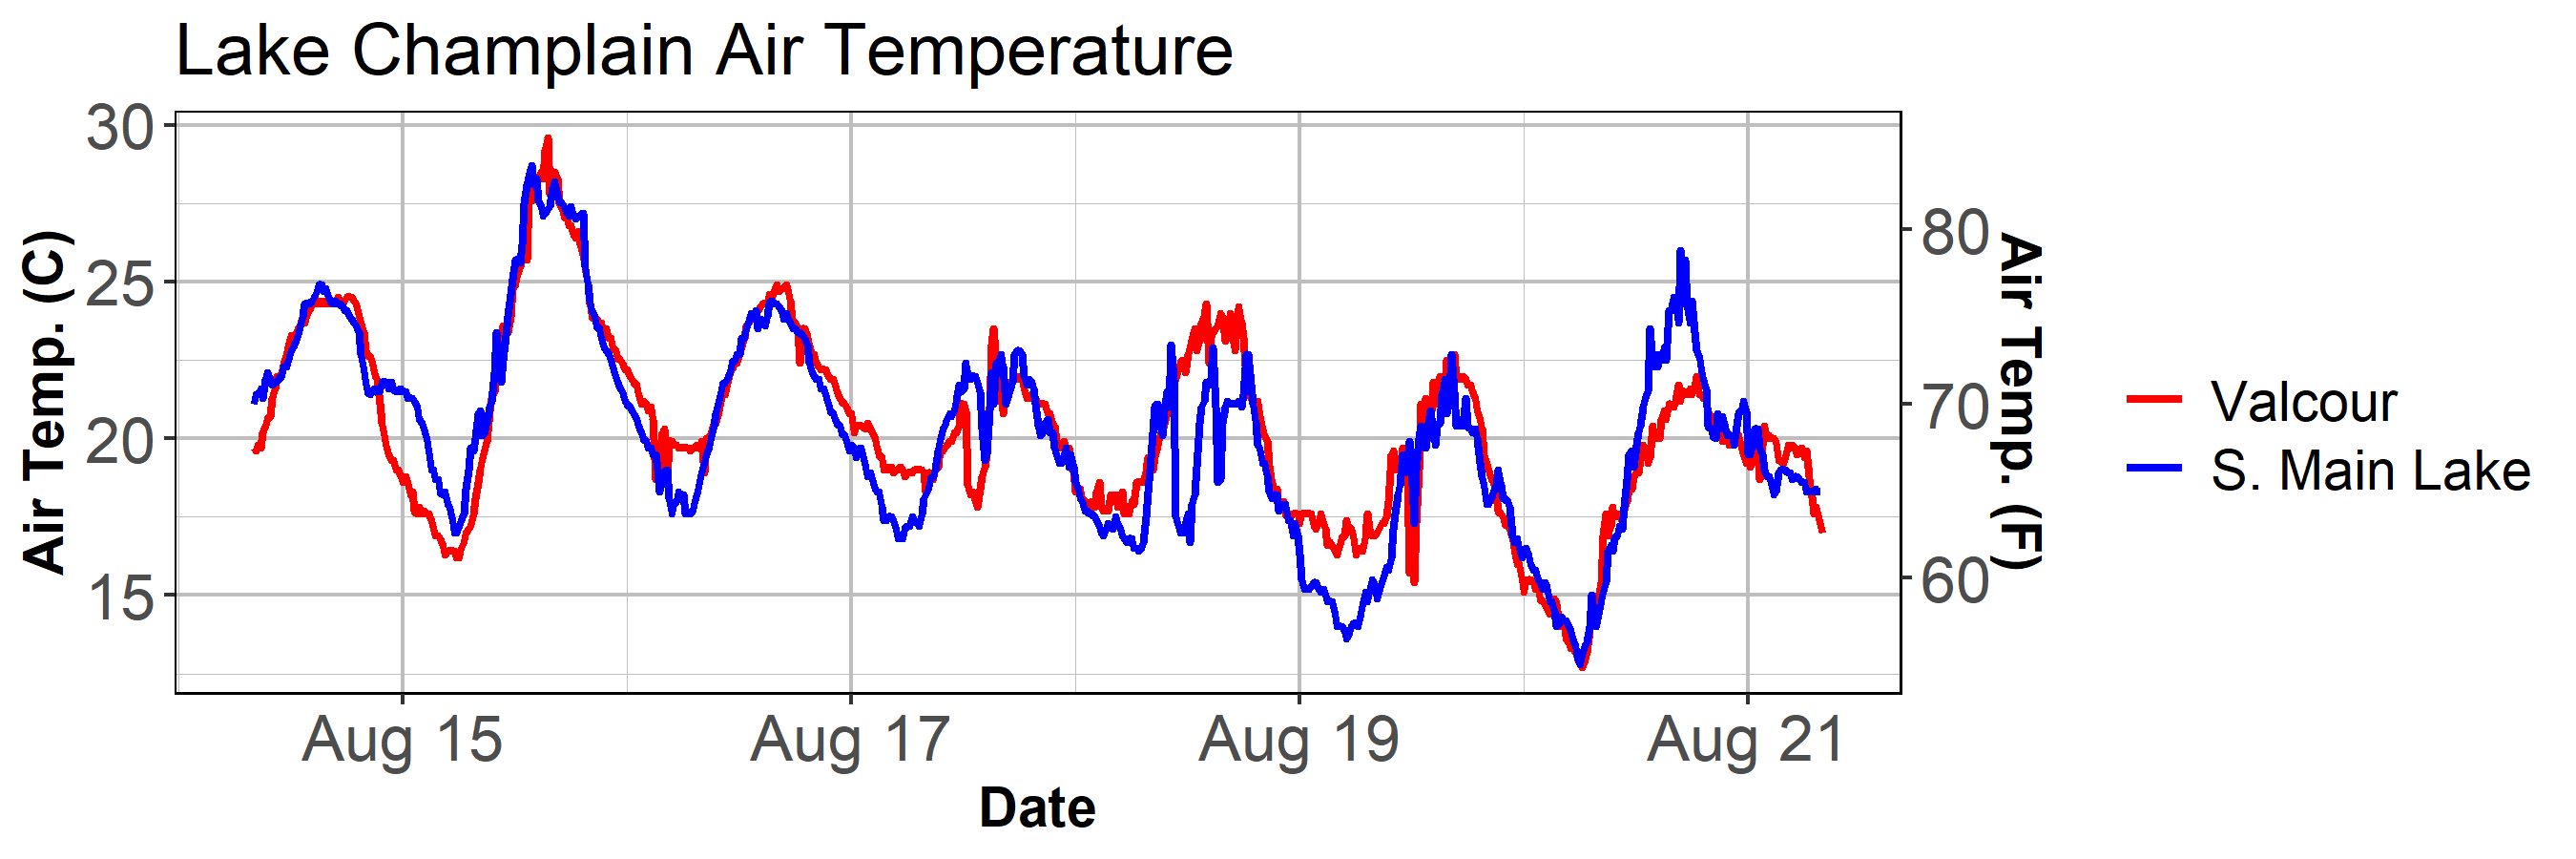 Lake Champlain Air Temperature
Air Temp. (C)
30
25
20
15
80
70
60
Air Temp. (F)
Aug 15
Aug 17
Aug 19
Aug 21
Date
Valcour
S. Main Lake